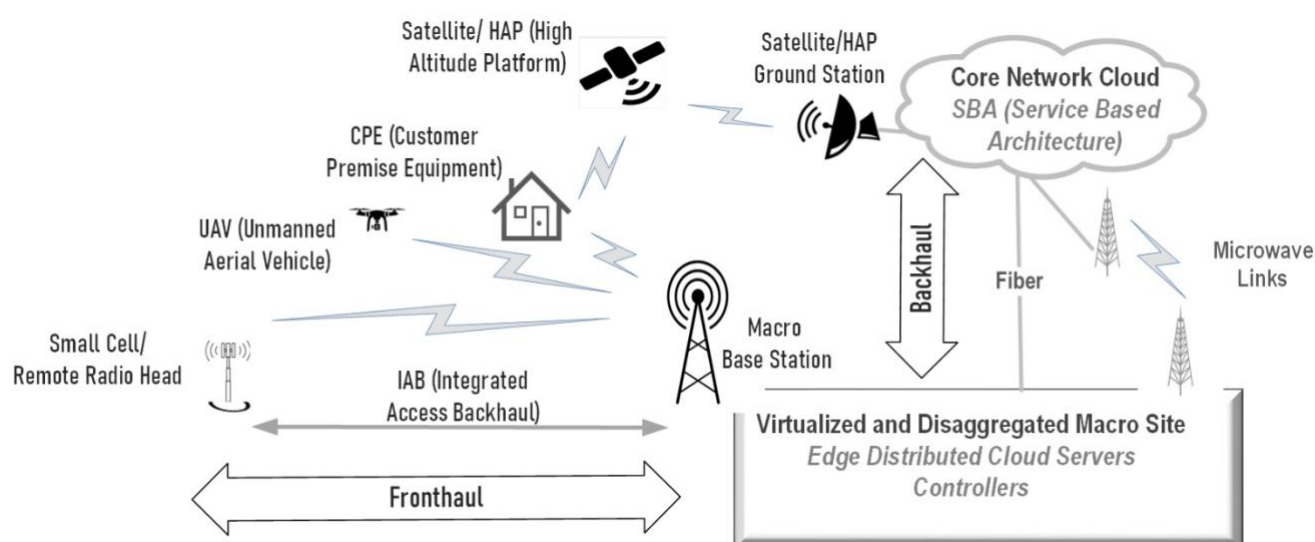 Satellite/ HAP (High
Altitude Platform)
Satellite/HAP
Ground Station
Core Network Cloud
SBA (Service Based
Architecture)
CPE (Customer
Premise Equipment)
UAV (Unmanned
Aerial Vehicle)
Backhaul
Fiber
Microwave
Links
Small Cell/
Remote Radio Head
Macro
Base Station
IAB (Integrated
Access Backhaul)
Fronthaul
Virtualized and Disaggregated Macro Site
Edge Distributed Cloud Servers
Controllers